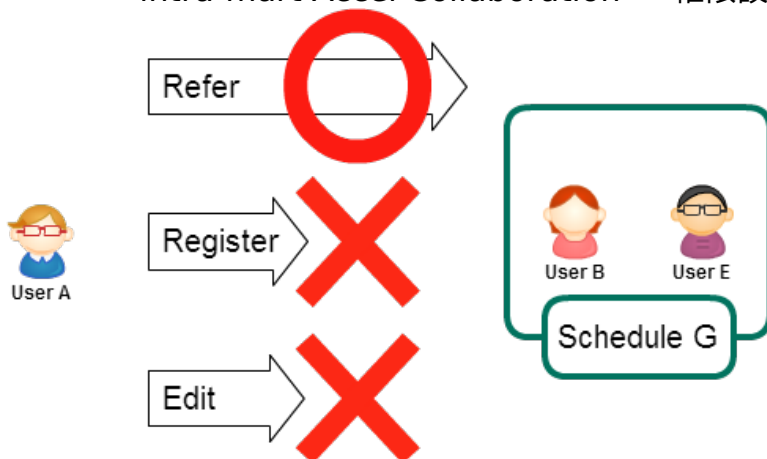 Refer
Register
Edit
User A
User B
User E
Schedule G